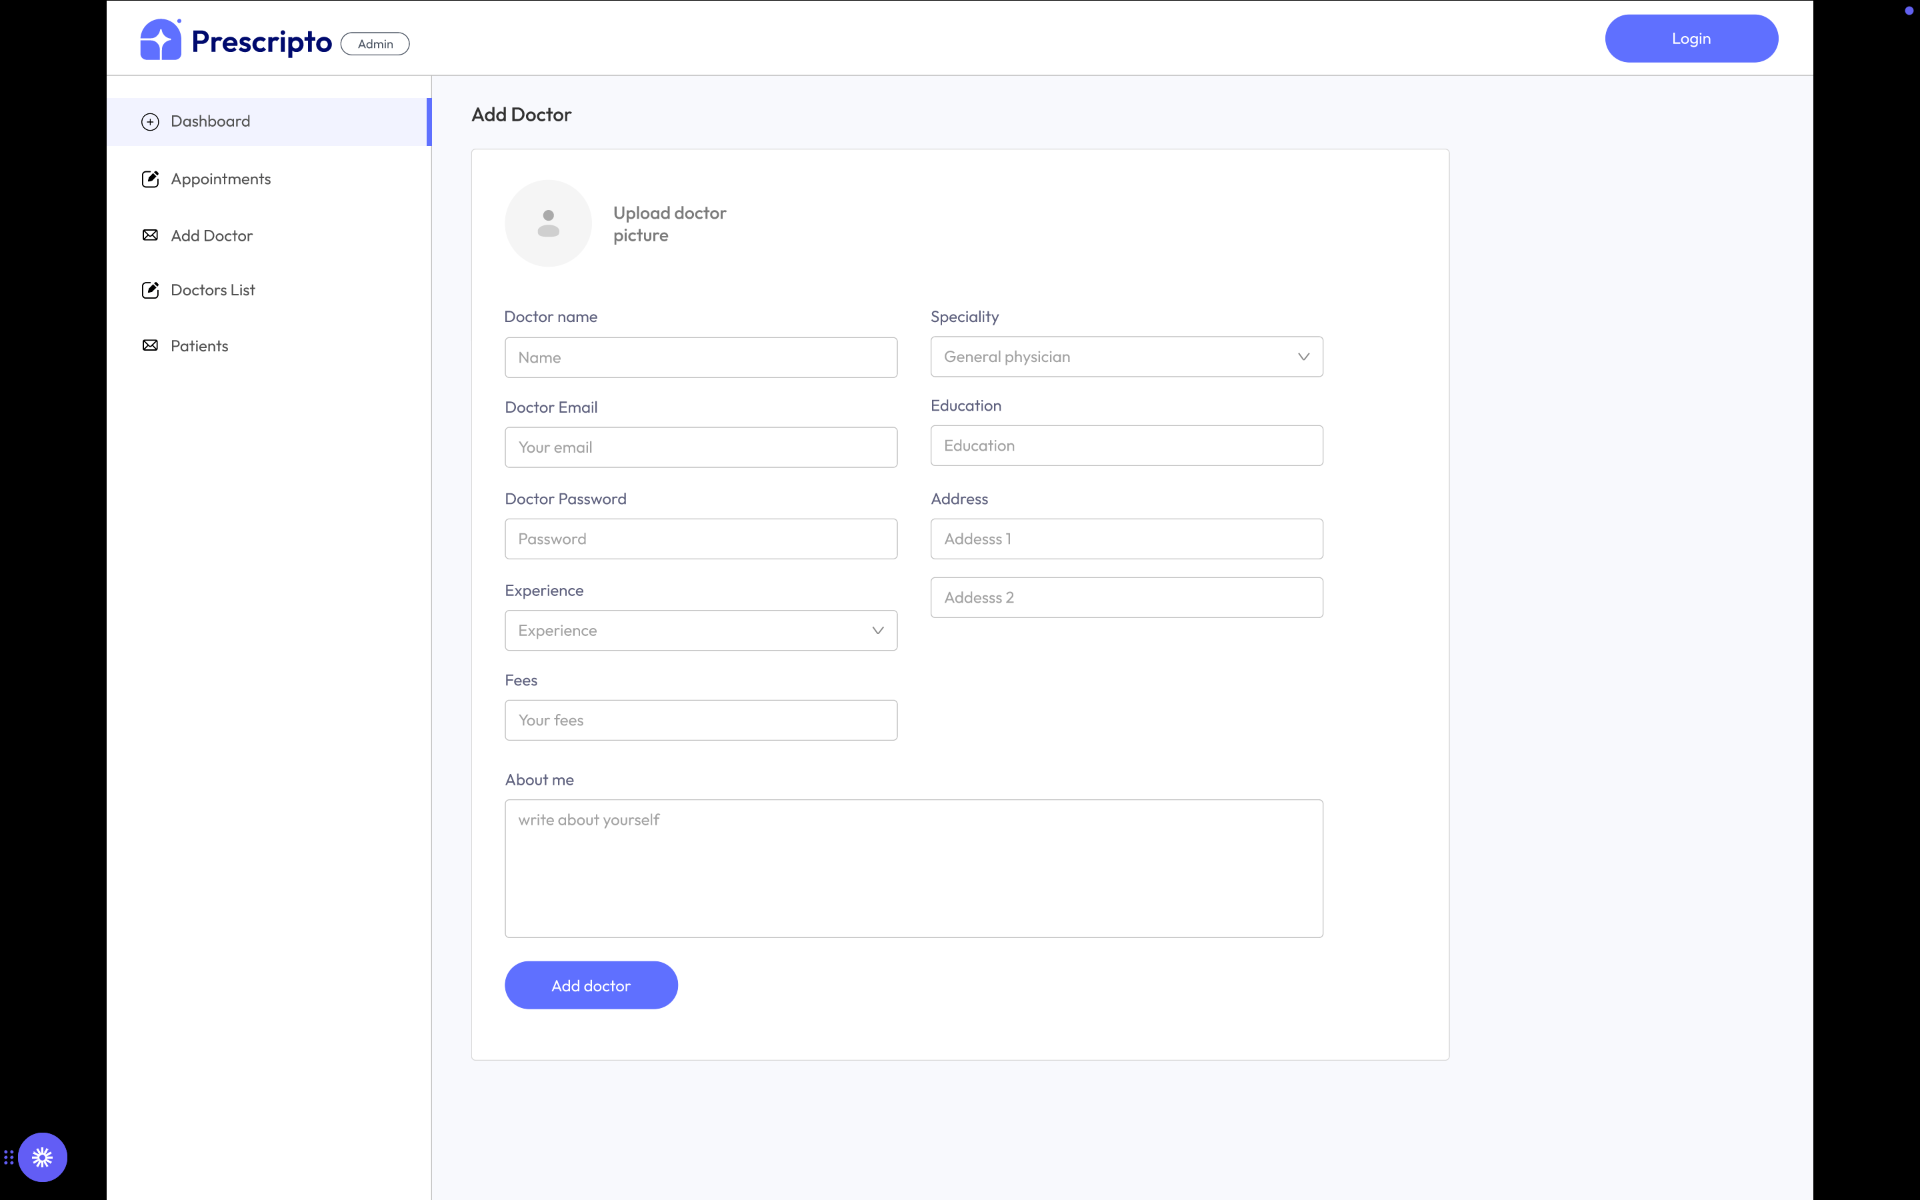 Prescripto
Admin
Login
Dashboard
Appointments
Add Doctor
Doctors List
Patients
Add Doctor
Upload doctor
picture
Doctor name
Name
Speciality
General physician
Doctor Email
Your email
Education
Education
Doctor Password
Password
Address
Addesss 1
Addesss 2
Experience
Experience
Fees
Your fees
About me
write about yourself
Add doctor